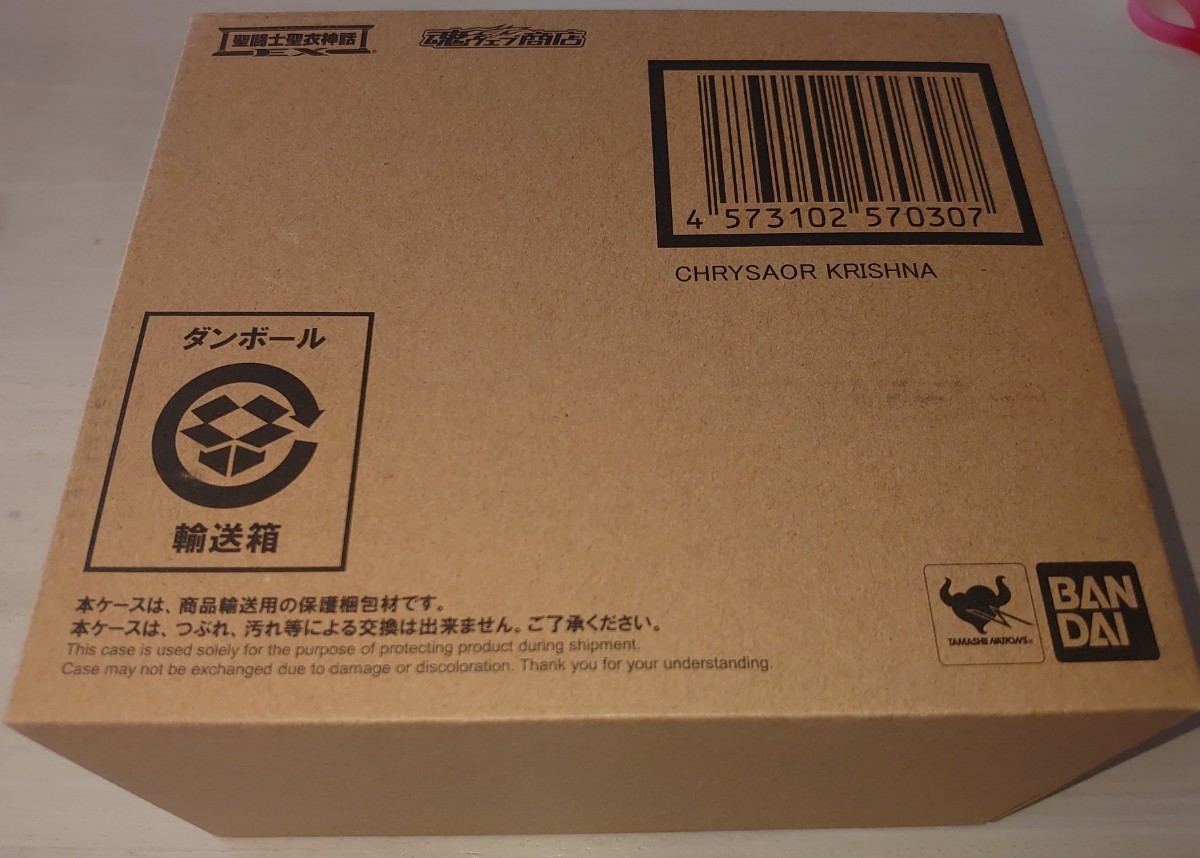 聖闘士聖衣神話
EX
魂ウェブ商店
4 573102 570307
CHRYSAOR KRISHNA
ダンボール
輸送箱
本ケースは、商品輸送用の保護梱包材です。
本ケースは、つぶれ、汚れ等による交換は出来ません。ご了承ください。
This case is used solely for the purpose of protecting product during shipment.
Case may not be exchanged due to damage or discoloration. Thank you for your understanding.
TAMASHII NATIONS
BAN
DAI